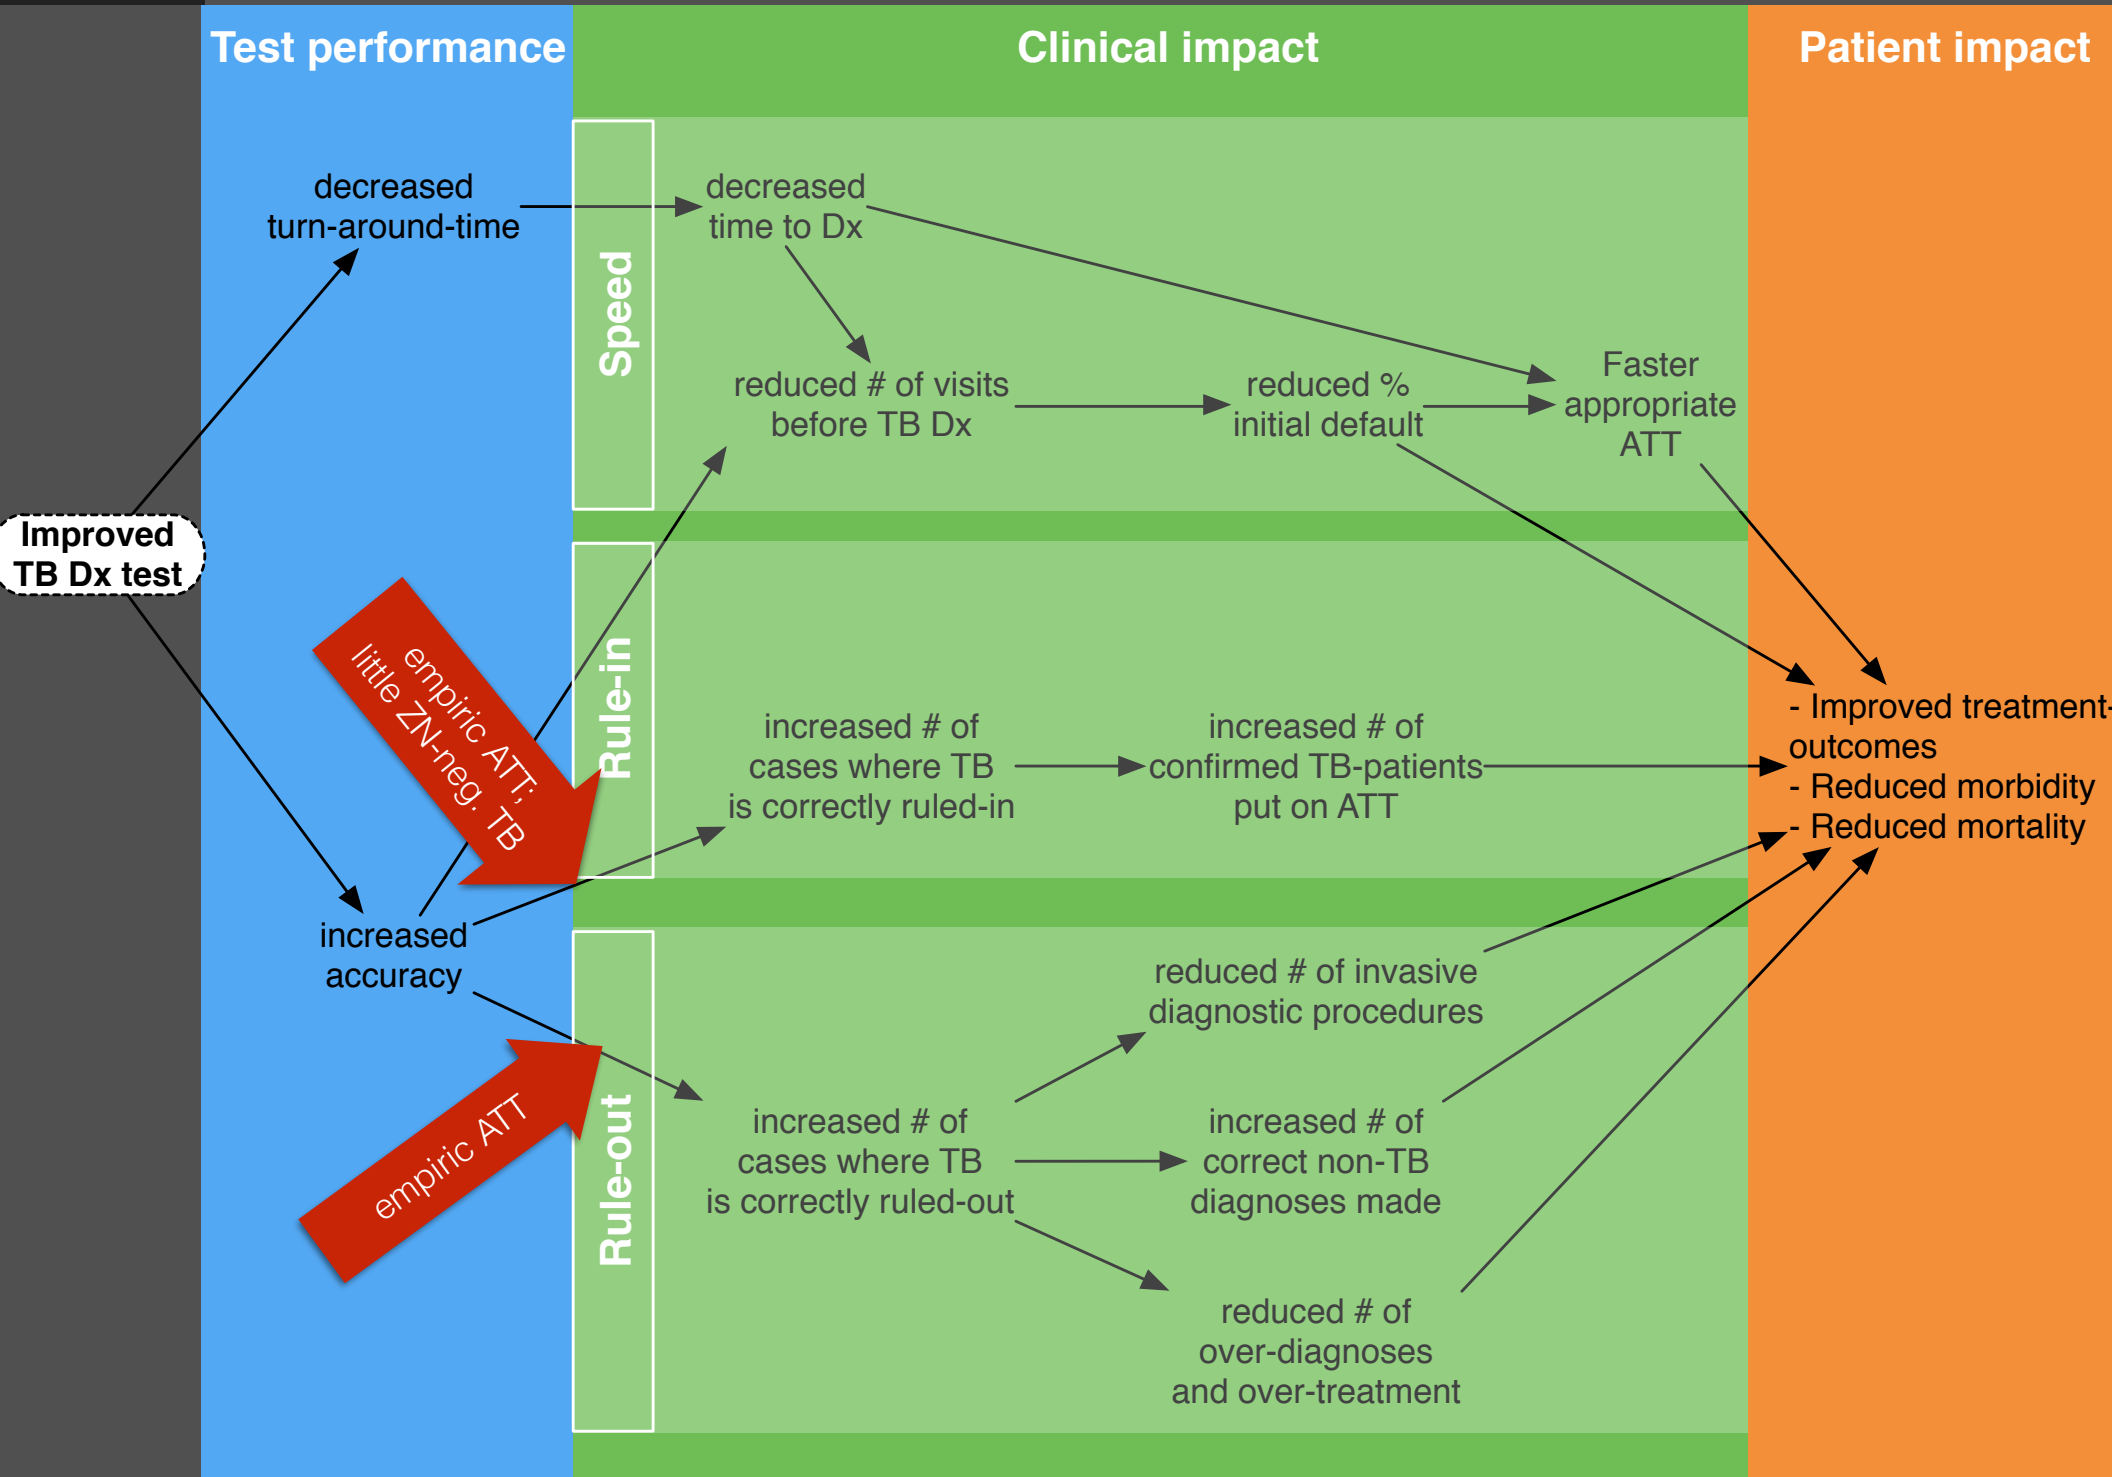 Test performance
Clinical impact
Patient impact
decreased
turn-around-time
Speed
decreased
time to Dx
reduced # of visits
before TB Dx
reduced %
initial default
Faster
appropriate
ATT
Improved
TB Dx test
empiric ATT;
little ZN-neg. TB
Rule-in
increased # of
cases where TB
is correctly ruled-in
increased # of
confirmed TB-patients
put on ATT
- Improved treatment-
outcomes
- Reduced morbidity
- Reduced mortality
increased
accuracy
empiric ATT
Rule-out
increased # of
cases where TB
is correctly ruled-out
reduced # of invasive
diagnostic procedures
increased # of
correct non-TB
diagnoses made
reduced # of
over-diagnoses
and over-treatment